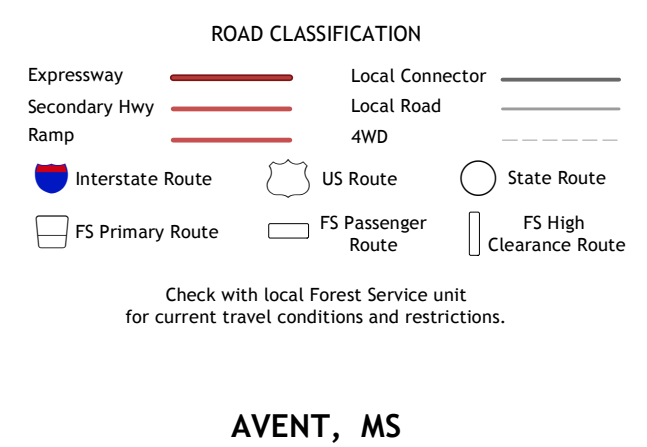 ROAD CLASSIFICATION
Expressway
Local Connector
Secondary Hwy
Local Road
Ramp
4WD
Interstate Route
US Route
State Route
FS Primary Route
FS Passenger
Route
FS High
Clearance Route
Check with local Forest Service unit
for current travel conditions and restrictions.
AVENT, MS